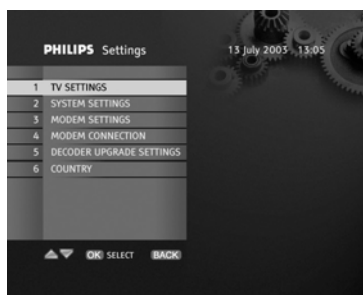 PHILIPS Settings 13 July 2003 13:05
1 TV SETTINGS
2 SYSTEM SETTINGS
3 MODEM SETTINGS
4 MODEM CONNECTION
5 DECODER UPGRADE SETTINGS
6 COUNTRY
OK SELECT BACK